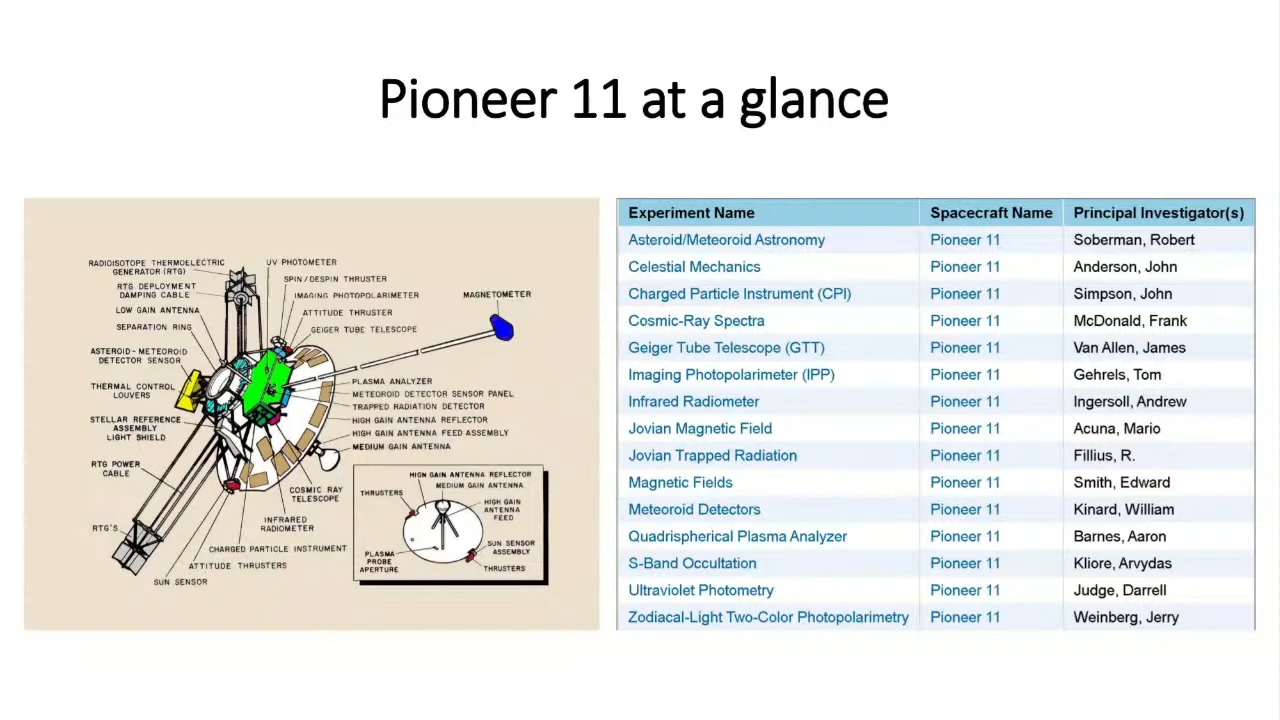 Pioneer 11 at a glance
RADIOISOTOPE THERMOELECTRIC
GENERATOR (RTG)
RTG DEPLOYMENT
DAMPING CABLE
LOW GAIN ANTENNA
SEPARATION RING
ASTEROID-METEOROID
DETECTOR SENSOR
THERMAL CONTROL
LOUVERS
STELLAR REFERENCE
ASSEMBLY
LIGHT SHIELD
RTG POWER
CABLE
RTG'S
SUN SENSOR
ATTITUDE THRUSTERS
CHARGED PARTICLE INSTRUMENT
INFRARED
RADIOMETER
COSMIC RAY
TELESCOPE
UV PHOTOMETER
SPIN/DESPIN THRUSTER
IMAGING PHOTOPOLARIMETER
ATTITUDE THRUSTER
GEIGER TUBE TELESCOPE
MAGNETOMETER
PLASMA ANALYZER
METEOROID DETECTOR SENSOR PANEL
TRAPPED RADIATION DETECTOR
HIGH GAIN ANTENNA REFLECTOR
HIGH GAIN ANTENNA FEED ASSEMBLY
MEDIUM GAIN ANTENNA
HIGH GAIN ANTENNA REFLECTOR
MEDIUM GAIN ANTENNA
THRUSTERS
HIGH GAIN
ANTENNA
FEED
SUN SENSOR
ASSEMBLY
PLASMA
PROBE
APERTURE
THRUSTERS
Experiment Name Spacecraft Name Principal Investigator(s)
Asteroid/Meteoroid Astronomy Pioneer 11 Soberman, Robert
Celestial Mechanics Pioneer 11 Anderson, John
Charged Particle Instrument (CPI) Pioneer 11 Simpson, John
Cosmic-Ray Spectra Pioneer 11 McDonald, Frank
Geiger Tube Telescope (GTT) Pioneer 11 Van Allen, James
Imaging Photopolarimeter (IPP) Pioneer 11 Gehrels, Tom
Infrared Radiometer Pioneer 11 Ingersoll, Andrew
Jovian Magnetic Field Pioneer 11 Acuna, Mario
Jovian Trapped Radiation Pioneer 11 Fillius, R.
Magnetic Fields Pioneer 11 Smith, Edward
Meteoroid Detectors Pioneer 11 Kinard, William
Quadrispherical Plasma Analyzer Pioneer 11 Barnes, Aaron
S-Band Occultation Pioneer 11 Kliore, Arvydas
Ultraviolet Photometry Pioneer 11 Judge, Darrell
Zodiacal-Light Two-Color Photopolarimetry Pioneer 11 Weinberg, Jerry